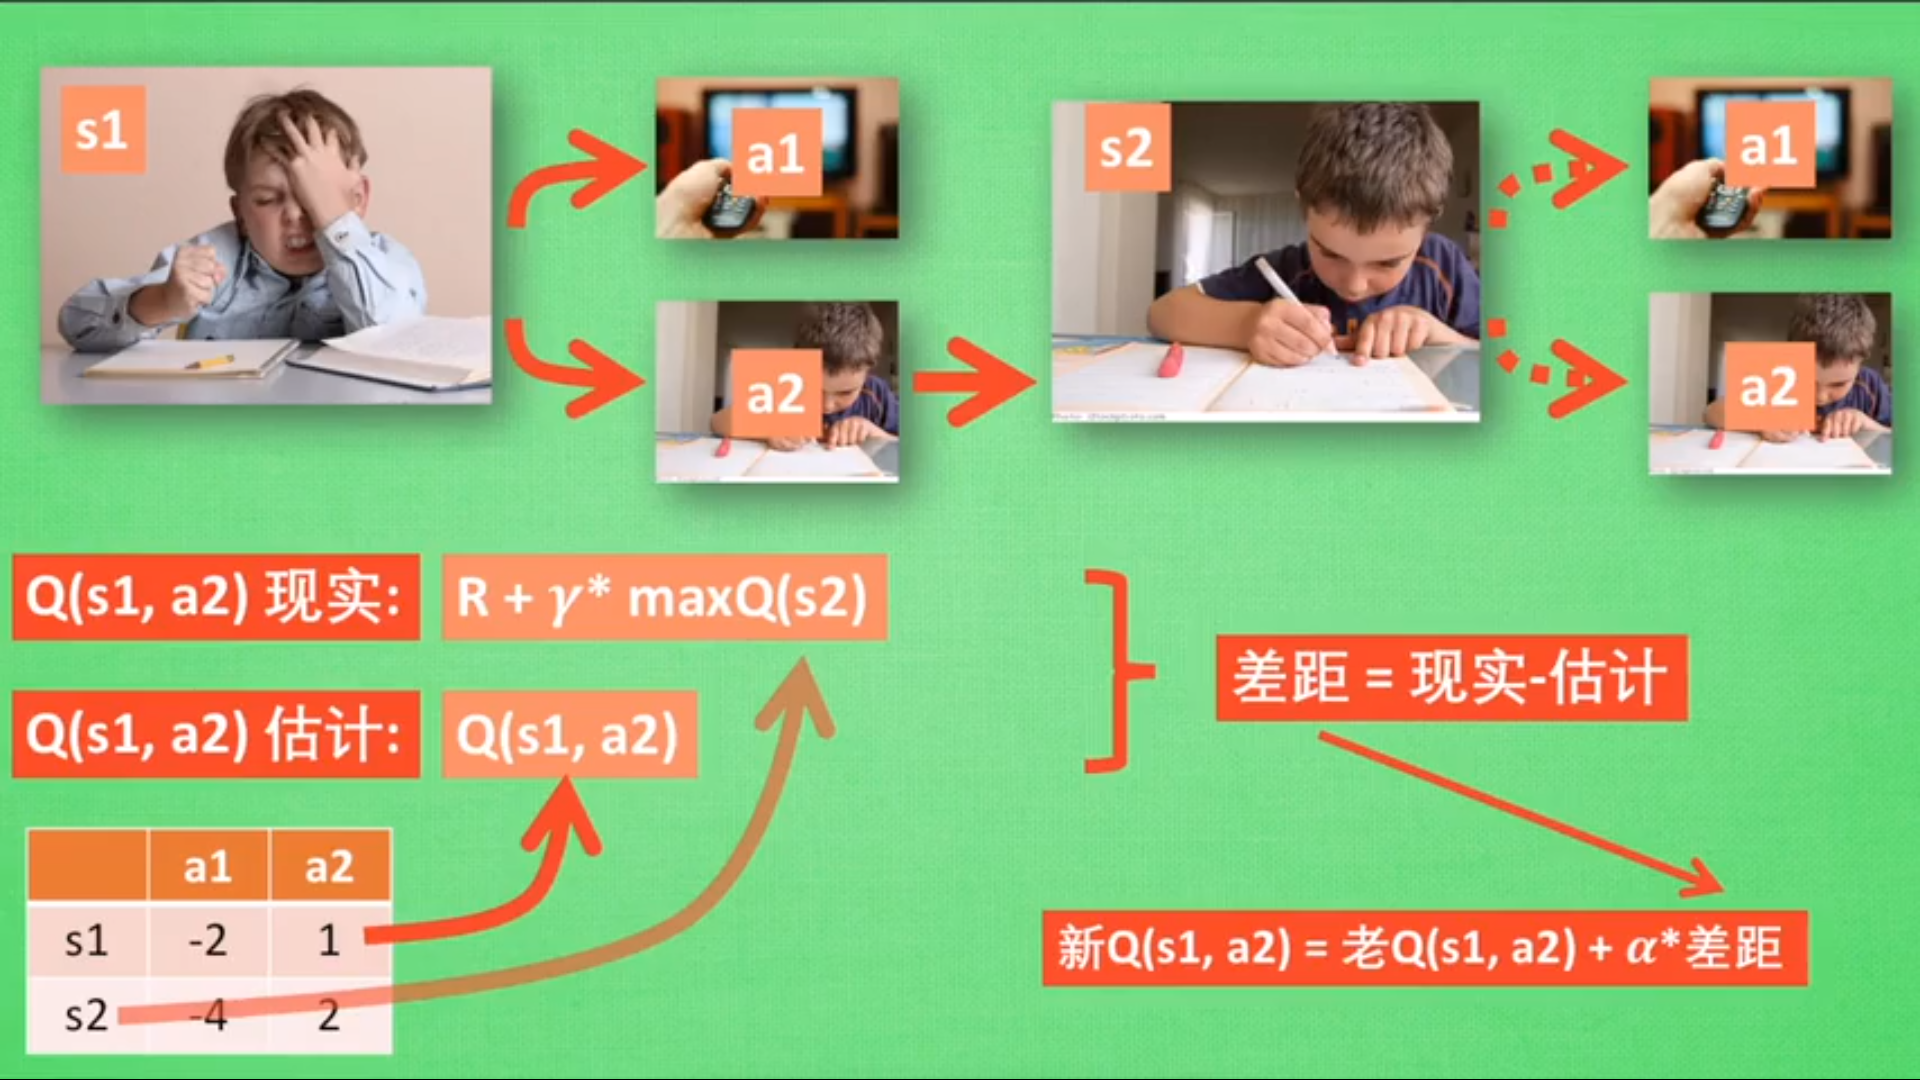 s1
a1
a2
s2
a1
a2
Q(s1, a2) 现实:
R + γ* maxQ(s2)
Q(s1, a2) 估计:
Q(s1, a2)
差距 = 现实-估计
a1 a2
s1 -2 1
s2 -4 2
新Q(s1, a2) = 老Q(s1, a2) + α*差距